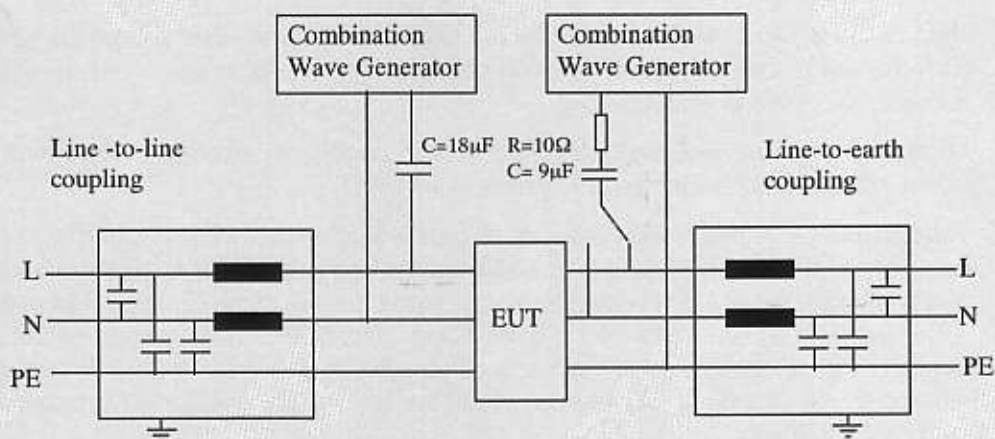 Combination
Wave Generator
Combination
Wave Generator
Line -to-line
coupling
C=18µF
R=10Ω
C= 9µF
Line-to-earth
coupling
L
N
PE
EUT
L
N
PE